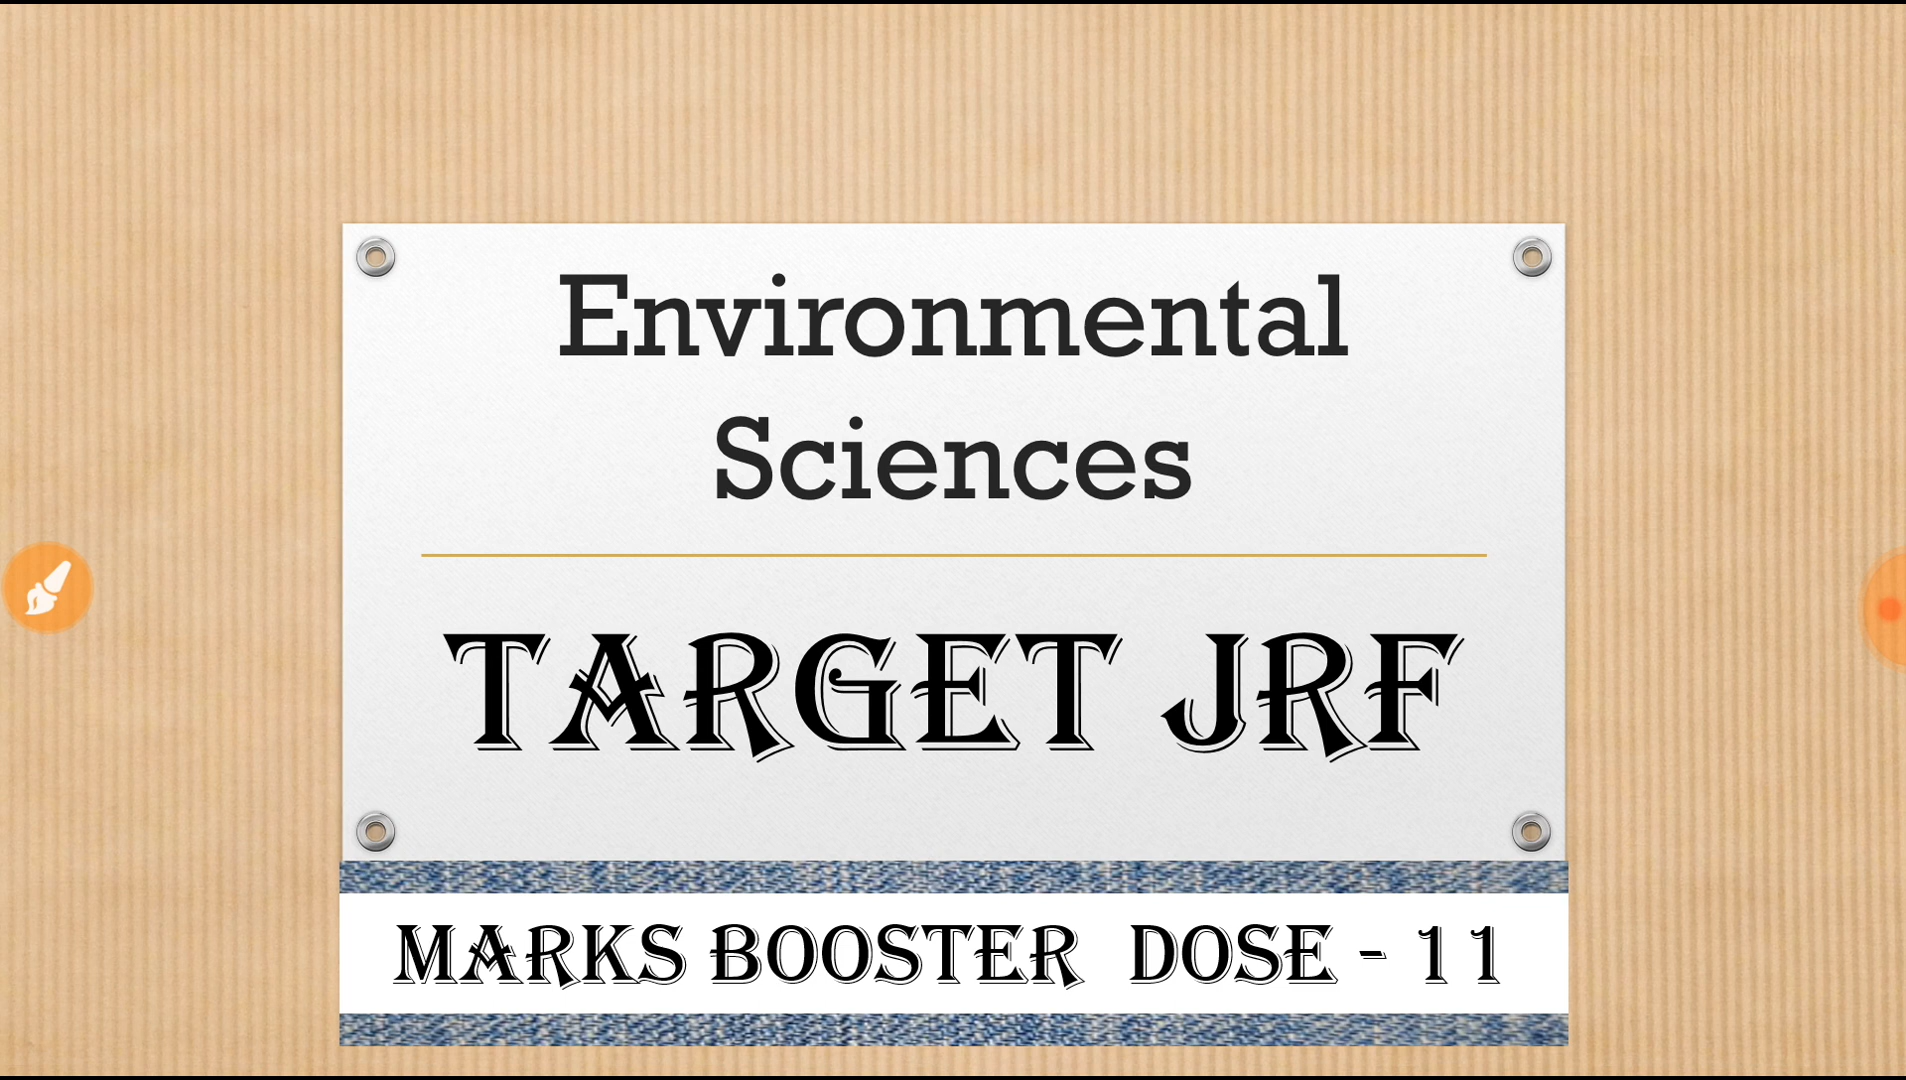 Environmental
Sciences
TARGET JRF
MARKS BOOSTER DOSE - 11